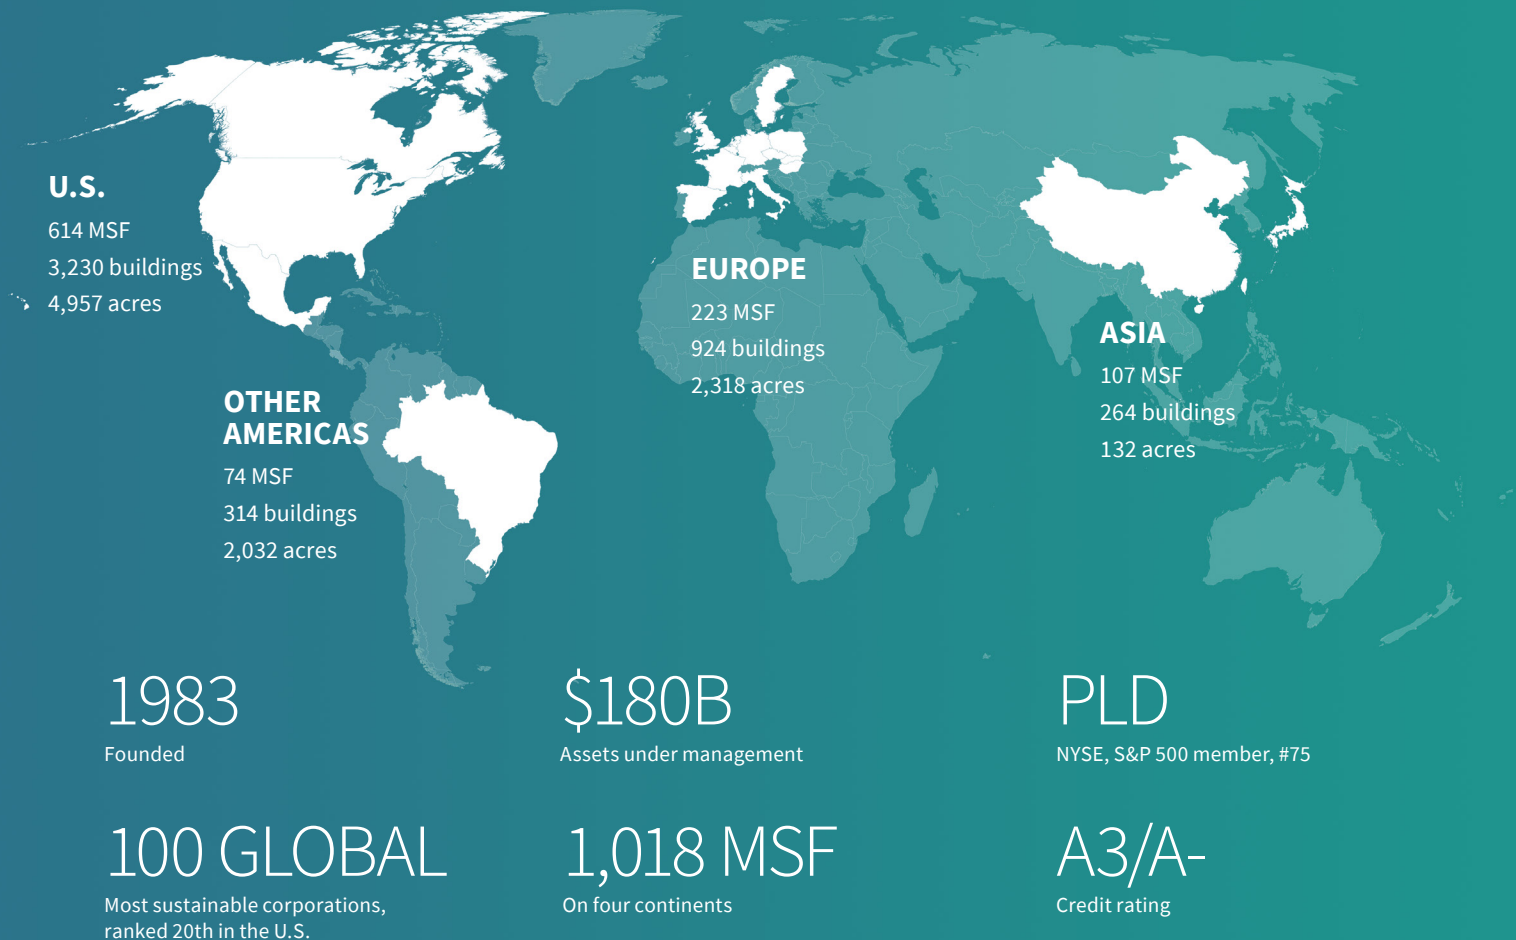 U.S.
614 MSF
3,230 buildings
4,957 acres
OTHER
AMERICAS
74 MSF
314 buildings
2,032 acres
EUROPE
223 MSF
924 buildings
2,318 acres
ASIA
107 MSF
264 buildings
132 acres
1983
Founded
$180B
Assets under management
PLD
NYSE, S&P 500 member, #75
100 GLOBAL
Most sustainable corporations,
ranked 20th in the U.S.
1,018 MSF
On four continents
A3/A-
Credit rating